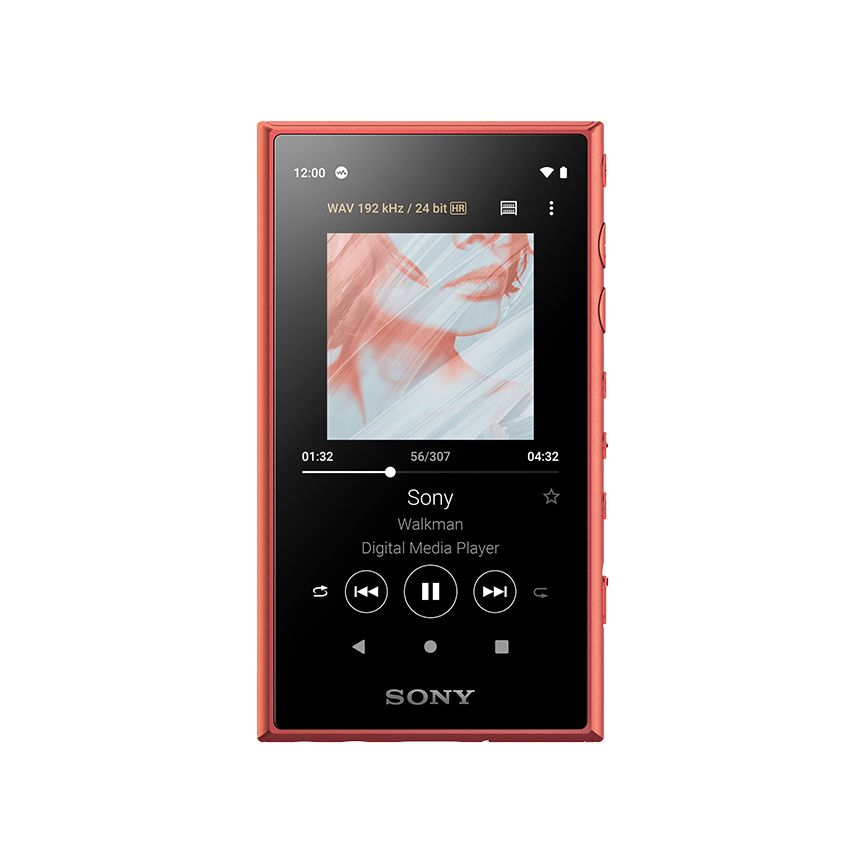 12:00
WAV 192 kHz / 24 bit HR
01:32 56/307 04:32
Sony
Walkman
Digital Media Player
SONY